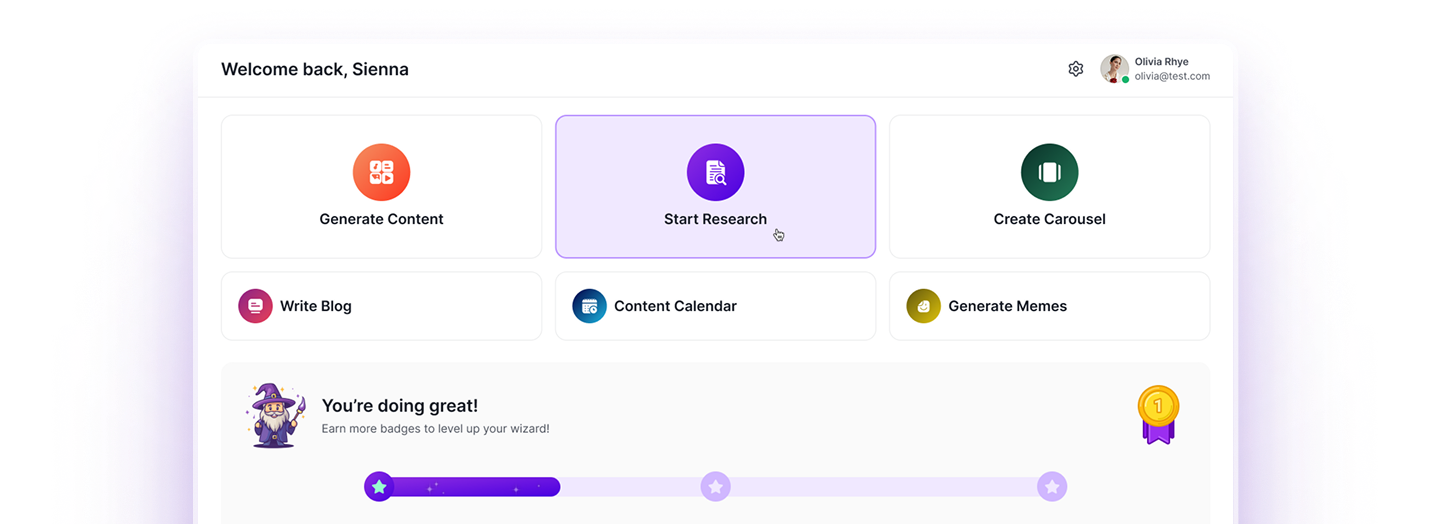 Welcome back, Sienna
Olivia Rhye
olivia@test.com
Generate Content
Start Research
Create Carousel
Write Blog
Content Calendar
Generate Memes
You’re doing great!
Earn more badges to level up your wizard!
1